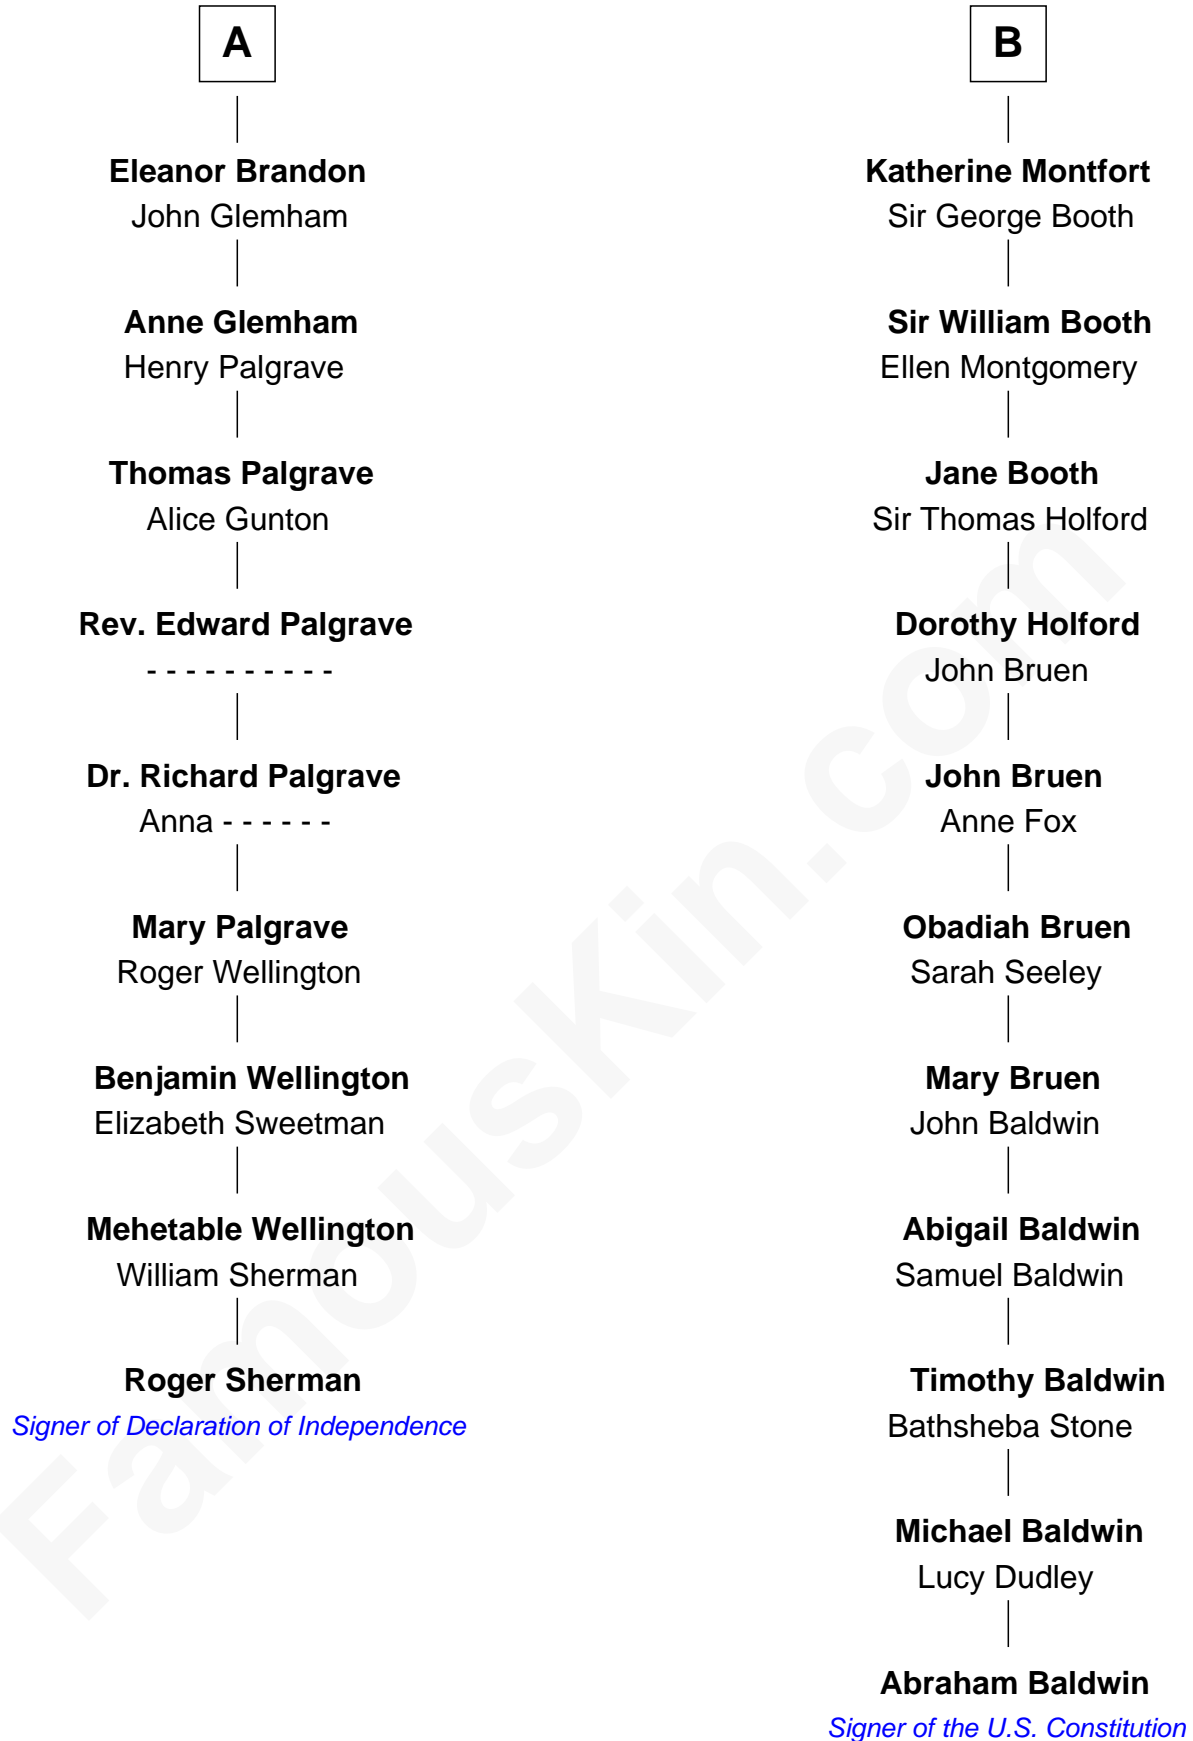 A
Eleanor Brandon
John Glemham
Anne Glemham
Henry Palgrave
Thomas Palgrave
Alice Gunton
Rev. Edward Palgrave
- - - - - - - - - -
Dr. Richard Palgrave
Anna - - - - - -
Mary Palgrave
Roger Wellington
Benjamin Wellington
Elizabeth Sweetman
Mehetable Wellington
William Sherman
Roger Sherman
Signer of Declaration of Independence
B
Katherine Montfort
Sir George Booth
Sir William Booth
Ellen Montgomery
Jane Booth
Sir Thomas Holford
Dorothy Holford
John Bruen
John Bruen
Anne Fox
Obadiah Bruen
Sarah Seeley
Mary Bruen
John Baldwin
Abigail Baldwin
Samuel Baldwin
Timothy Baldwin
Bathsheba Stone
Michael Baldwin
Lucy Dudley
Abraham Baldwin
Signer of the U.S. Constitution
FamousKin.com